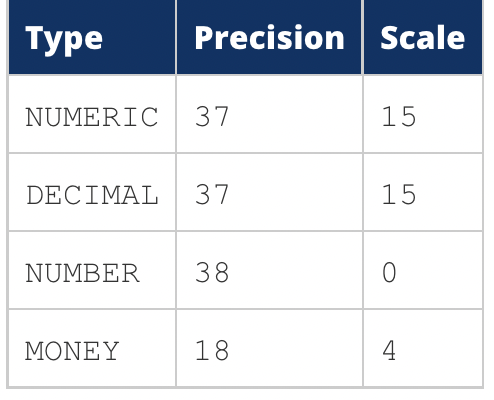 Type Precision Scale
NUMERIC 37 15
DECIMAL 37 15
NUMBER 38 0
MONEY 18 4